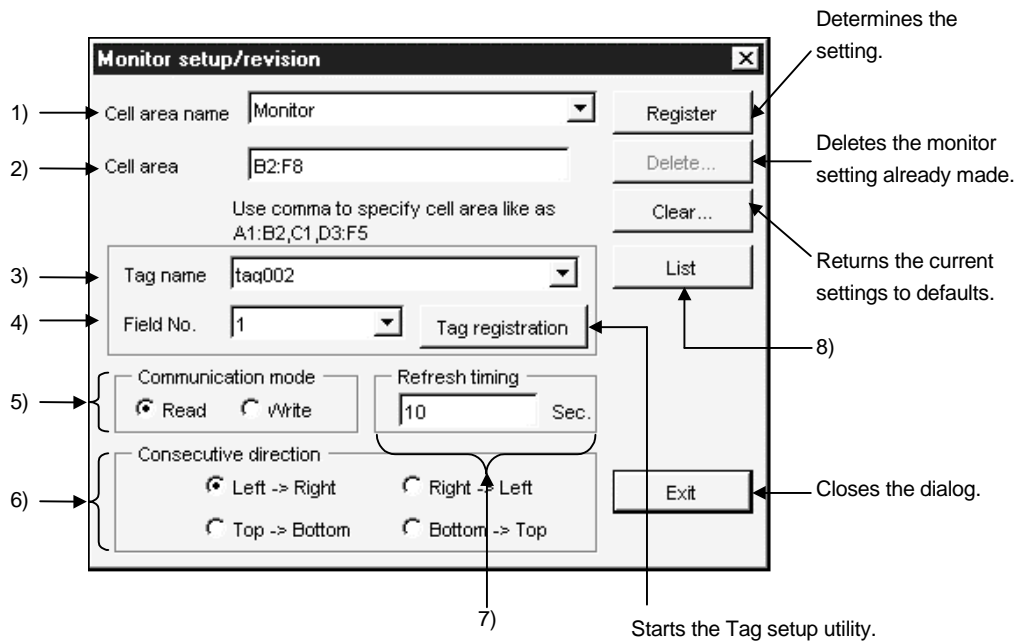 Determines the
setting.
Monitor setup/revision
1)
Cell area name
Monitor
Register
2)
Cell area
B2:F8
Delete...
Deletes the monitor
setting already made.
Use comma to specify cell area like as
A1:B2,C1,D3:F5
Clear...
3)
Tag name
tag002
List
Returns the current
settings to defaults.
4)
Field No.
1
Tag registration
8)
5)
Communication mode
Read
Write
Refresh timing
10
Sec.
6)
Consecutive direction
Left -> Right
Right -> Left
Top -> Bottom
Bottom -> Top
Exit
Closes the dialog.
7)
Starts the Tag setup utility.